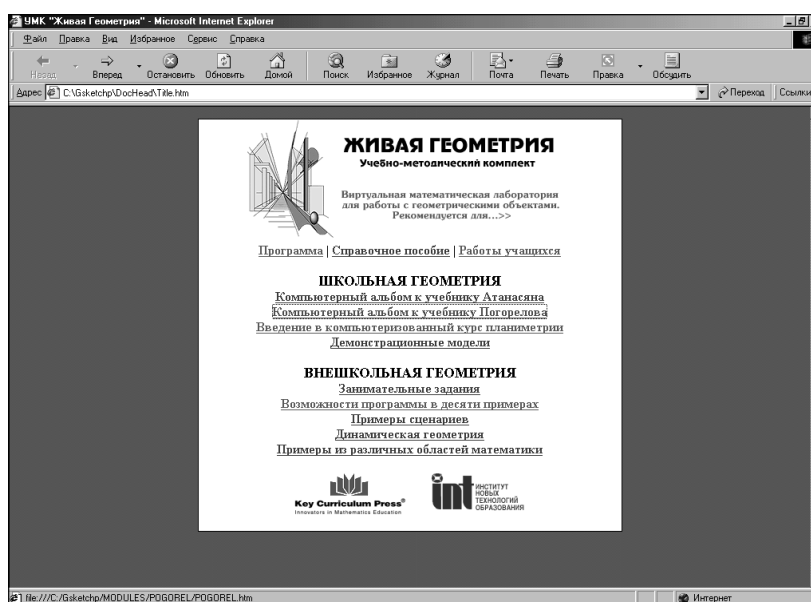 УМК "Живая Геометрия" - Microsoft Internet Explorer
Файл Правка Вид Избранное Сервис Справка
Назад Вперед Остановить Обновить Домой Поиск Избранное Журнал Почта Печать Правка Обсудить
Адрес C:\Gsketchp\DocHead\Title.htm Переход Ссылки
ЖИВАЯ ГЕОМЕТРИЯ
Учебно-методический комплект
Виртуальная математическая лаборатория
для работы с геометрическими объектами.
Рекомендуется для...>>
Программа | Справочное пособие | Работы учащихся
ШКОЛЬНАЯ ГЕОМЕТРИЯ
Компьютерный альбом к учебнику Атанасяна
Компьютерный альбом к учебнику Погорелова
Введение в компьютеризованный курс планиметрии
Демонстрационные модели
ВНЕШКОЛЬНАЯ ГЕОМЕТРИЯ
Занимательные задания
Возможности программы в десяти примерах
Примеры сценариев
Динамическая геометрия
Примеры из различных областей математики
Key Curriculum Press®
Innovators in Mathematics Education
int ИНСТИТУТ
НОВЫХ
ТЕХНОЛОГИЙ
ОБРАЗОВАНИЯ
file:///C:/Gsketchp/MODULES/POGOREL/POGOREL.htm Интернет